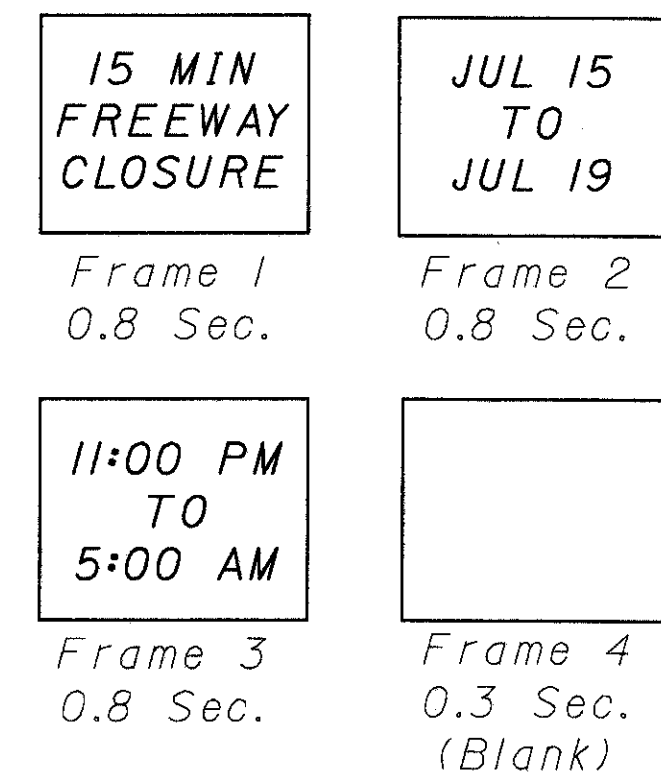 15 MIN
FREEWAY
CLOSURE
Frame 1
0.8 Sec.
JUL 15
TO
JUL 19
Frame 2
0.8 Sec.
11:00 PM
TO
5:00 AM
Frame 3
0.8 Sec.
Frame 4
0.3 Sec.
(Blank)